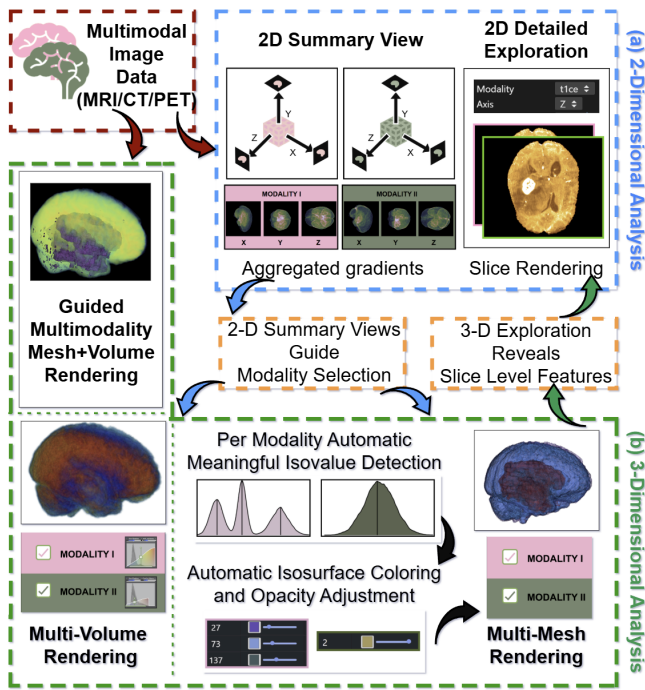 Multimodal
Image
Data
(MRI/CT/PET)
2D Summary View
2D Detailed
Exploration
(a) 2-Dimensional Analysis
Y
Z
X
Y
Z
X
Modality t1ce
Axis Z
MODALITY I
X Y Z
MODALITY II
X Y Z
Aggregated gradients
Slice Rendering
Guided
Multimodality
Mesh+Volume
Rendering
2-D Summary Views
Guide
Modality Selection
3-D Exploration
Reveals
Slice Level Features
(b) 3-Dimensional Analysis
MODALITY I
MODALITY II
Multi-Volume
Rendering
Per Modality Automatic
Meaningful Isovalue Detection
Automatic Isosurface Coloring
and Opacity Adjustment
27
73
137
2
MODALITY I
MODALITY II
Multi-Mesh
Rendering